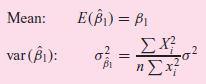 Mean: E(β̂₁) = β₁
var (β̂₁): σ²_β̂₁ = ∑X²ᵢ / n∑x²ᵢ σ²